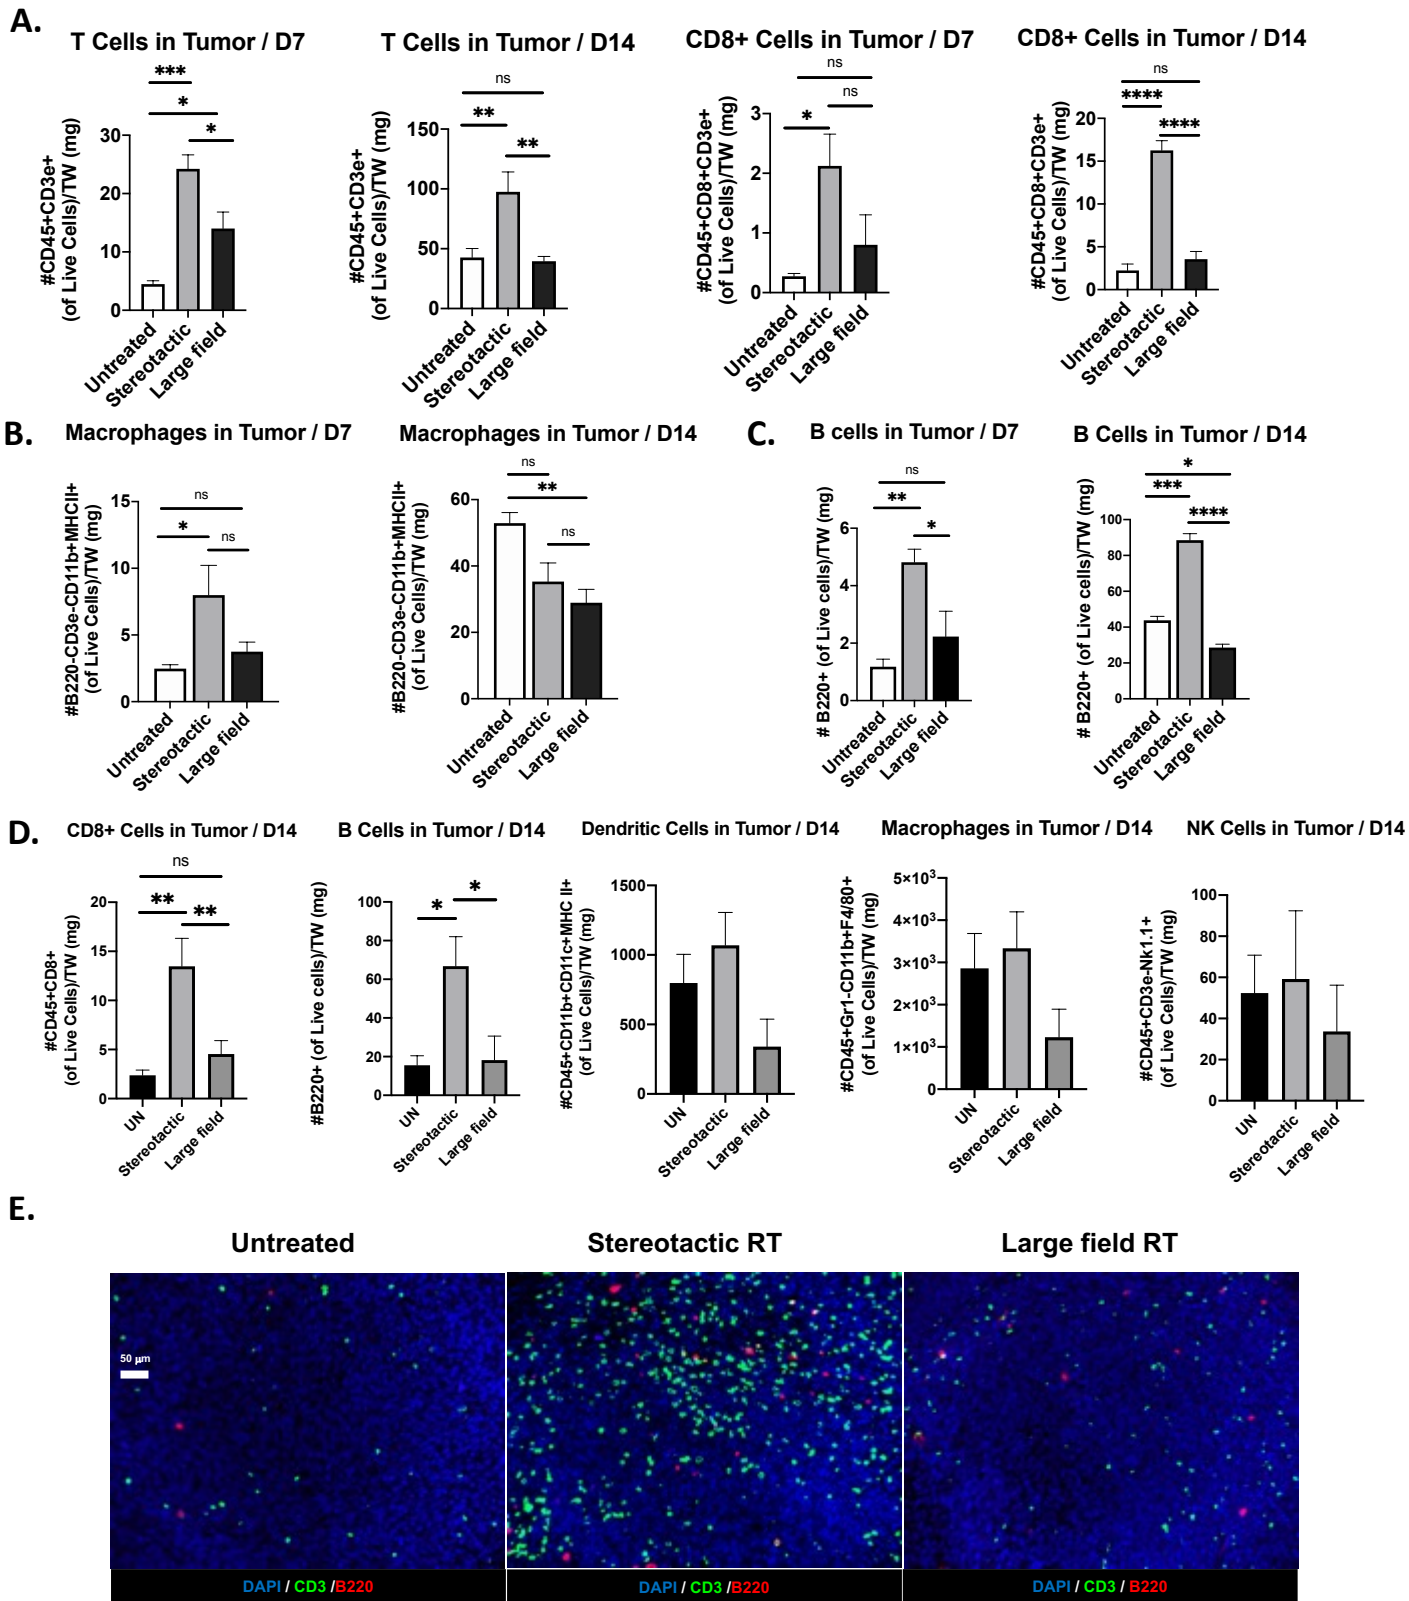 A.
T Cells in Tumor / D7
T Cells in Tumor / D14
CD8+ Cells in Tumor / D7
CD8+ Cells in Tumor / D14
***
*
*
#CD45+CD3e+
(of Live Cells)/TW (mg)
30
20
10
0
Untreated
Stereotactic
Large field
ns
**
**
#CD45+CD3e+
(of Live Cells)/TW (mg)
150
100
50
0
Untreated
Stereotactic
Large field
ns
ns
*
#CD45+CD8+CD3e+
(of Live Cells)/TW (mg)
3
2
1
0
Untreated
Stereotactic
Large field
ns
****
****
#CD45+CD8+CD3e+
(of Live Cells)/TW (mg)
20
15
10
5
0
Untreated
Stereotactic
Large field
B.
Macrophages in Tumor / D7
Macrophages in Tumor / D14
ns
*
ns
#B220-CD3e-CD11b+MHCII+
(of Live Cells)/TW (mg)
15
10
5
0
Untreated
Stereotactic
Large field
ns
**
ns
#B220-CD3e-CD11b+MHCII+
(of Live Cells)/TW (mg)
60
40
20
0
Untreated
Stereotactic
Large field
C.
B cells in Tumor / D7
B Cells in Tumor / D14
ns
**
*
# B220+ (of Live cells)/TW (mg)
6
4
2
0
Untreated
Stereotactic
Large field
*
***
****
# B220+ (of Live cells)/TW (mg)
100
80
60
40
20
0
Untreated
Stereotactic
Large field
D.
CD8+ Cells in Tumor / D14
B Cells in Tumor / D14
Dendritic Cells in Tumor / D14
Macrophages in Tumor / D14
NK Cells in Tumor / D14
ns
**
**
#CD45+CD8+
(of Live Cells)/TW (mg)
20
15
10
5
0
UN
Stereotactic
Large field
*
*
#B220+ (of Live cells)/TW (mg)
100
80
60
40
20
0
UN
Stereotactic
Large field
#CD45+CD11b+CD11c+MHC II+
(of Live Cells)/TW (mg)
1500
1000
500
0
UN
Stereotactic
Large field
#CD45+Gr1-CD11b+F4/80+
(of Live Cells)/TW (mg)
5×10³
4×10³
3×10³
2×10³
1×10³
0
UN
Stereotactic
Large field
#CD45+CD3e-Nk1.1+
(of Live Cells)/TW (mg)
100
80
60
40
20
0
UN
Stereotactic
Large field
E.
Untreated
Stereotactic RT
Large field RT
50 µm
DAPI / CD3 /B220
DAPI / CD3 /B220
DAPI / CD3 / B220